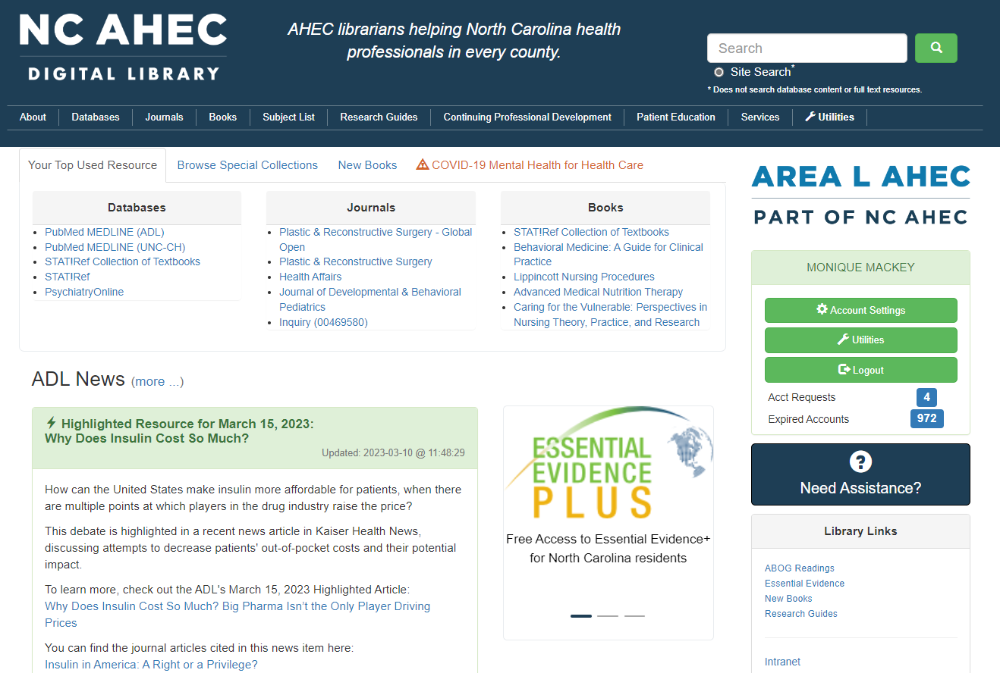 NC AHEC
DIGITAL LIBRARY
AHEC librarians helping North Carolina health
professionals in every county.
Search
Site Search*
* Does not search database content or full text resources.
About
Databases
Journals
Books
Subject List
Research Guides
Continuing Professional Development
Patient Education
Services
Utilities
Your Top Used Resource
Browse Special Collections
New Books
COVID-19 Mental Health for Health Care
Databases
PubMed MEDLINE (ADL)
PubMed MEDLINE (UNC-CH)
STAT!Ref Collection of Textbooks
STAT!Ref
PsychiatryOnline
Journals
Plastic & Reconstructive Surgery - Global
Open
Plastic & Reconstructive Surgery
Health Affairs
Journal of Developmental & Behavioral
Pediatrics
Inquiry (00469580)
Books
STAT!Ref Collection of Textbooks
Behavioral Medicine: A Guide for Clinical
Practice
Lippincott Nursing Procedures
Advanced Medical Nutrition Therapy
Caring for the Vulnerable: Perspectives in
Nursing Theory, Practice, and Research
ADL News (more ...)
Highlighted Resource for March 15, 2023:
Why Does Insulin Cost So Much?
Updated: 2023-03-10 @ 11:48:29
How can the United States make insulin more affordable for patients, when there
are multiple points at which players in the drug industry raise the price?
This debate is highlighted in a recent news article in Kaiser Health News,
discussing attempts to decrease patients' out-of-pocket costs and their potential
impact.
To learn more, check out the ADL's March 15, 2023 Highlighted Article:
Why Does Insulin Cost So Much? Big Pharma Isn’t the Only Player Driving
Prices
You can find the journal articles cited in this news item here:
Insulin in America: A Right or a Privilege?
ESSENTIAL
EVIDENCE
PLUS
Free Access to Essential Evidence+
for North Carolina residents
AREA L AHEC
PART OF NC AHEC
MONIQUE MACKEY
Account Settings
Utilities
Logout
Acct Requests 4
Expired Accounts 972
Need Assistance?
Library Links
ABOG Readings
Essential Evidence
New Books
Research Guides
Intranet